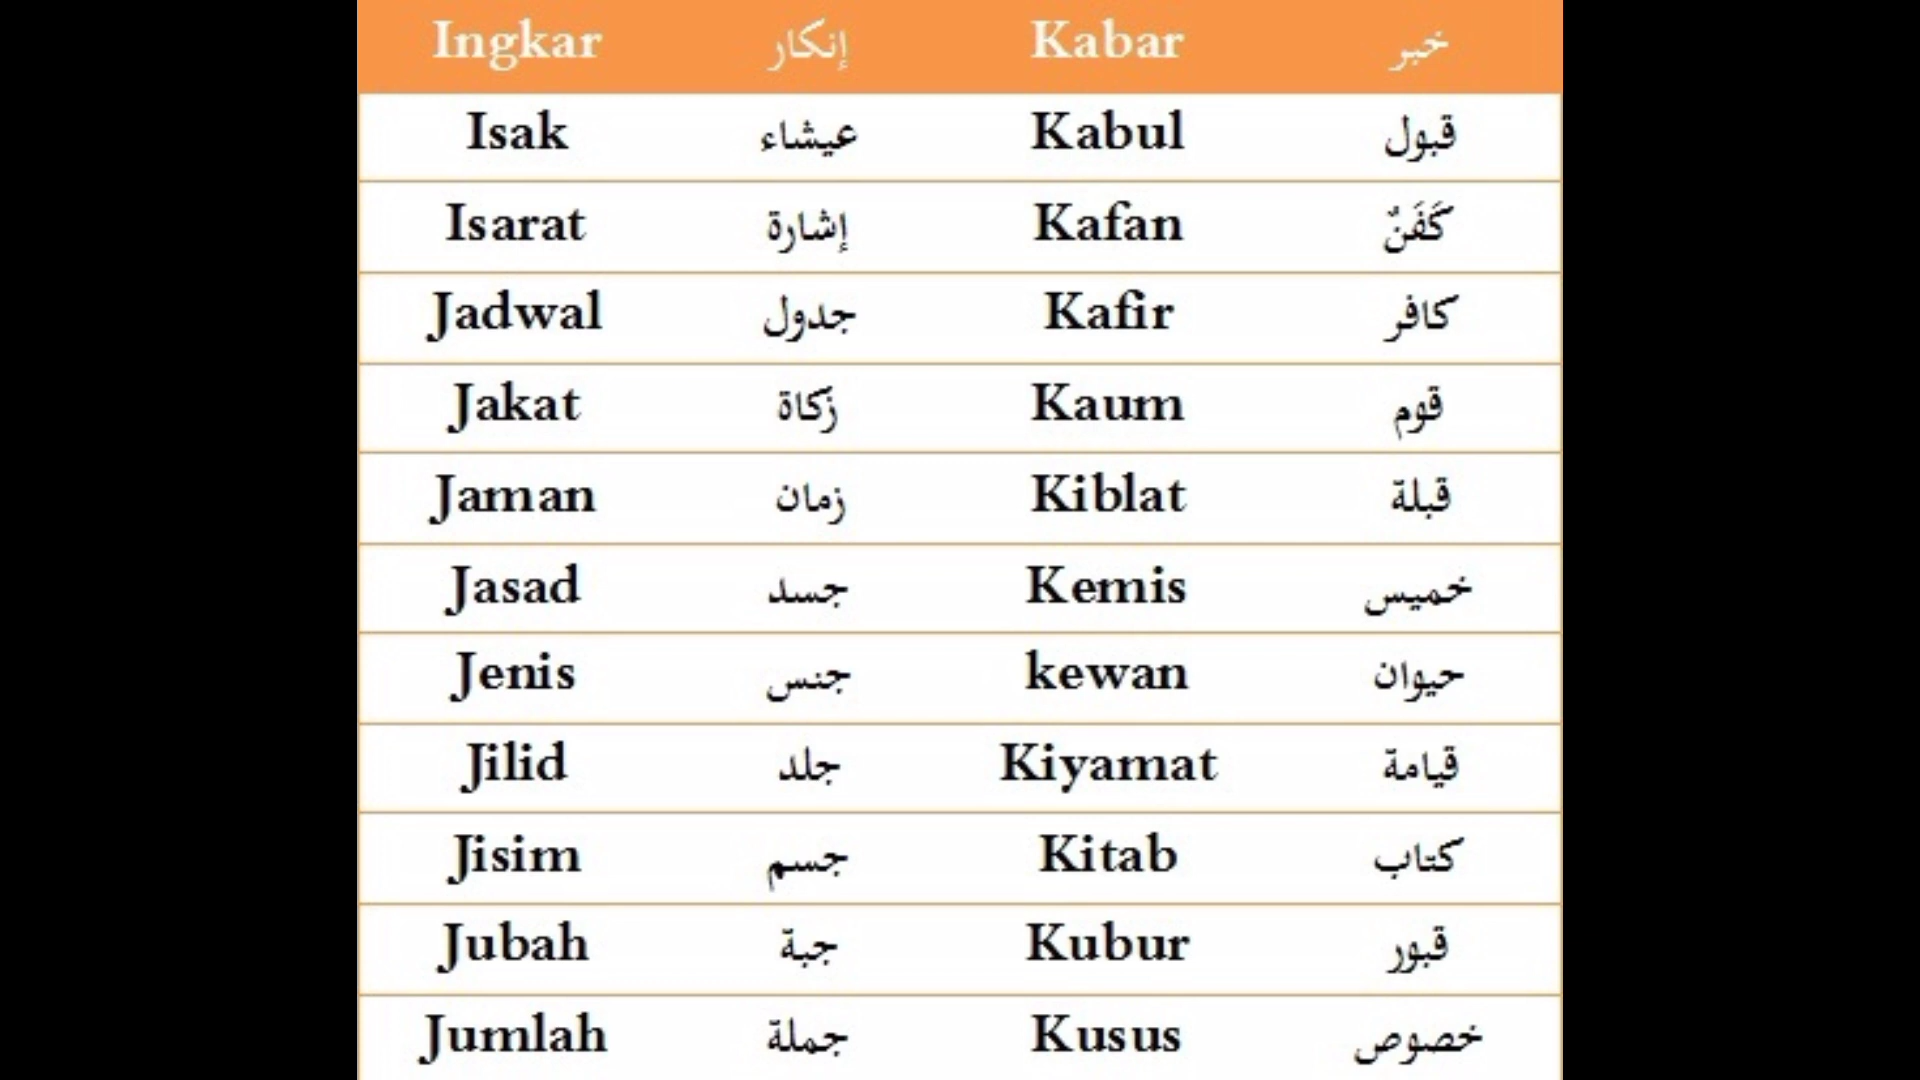 Ingkar إنكار Kabar خبر
Isak عيشاء Kabul قبول
Isarat إشارة Kafan كَفَنٌ
Jadwal جدول Kafir كافر
Jakat زكاة Kaum قوم
Jaman زمان Kiblat قبلة
Jasad جسد Kemis خميس
Jenis جنس kewan حيوان
Jilid جلد Kiyamat قيامة
Jisim جسم Kitab كتاب
Jubah جبة Kubur قبور
Jumlah جملة Kusus خصوص